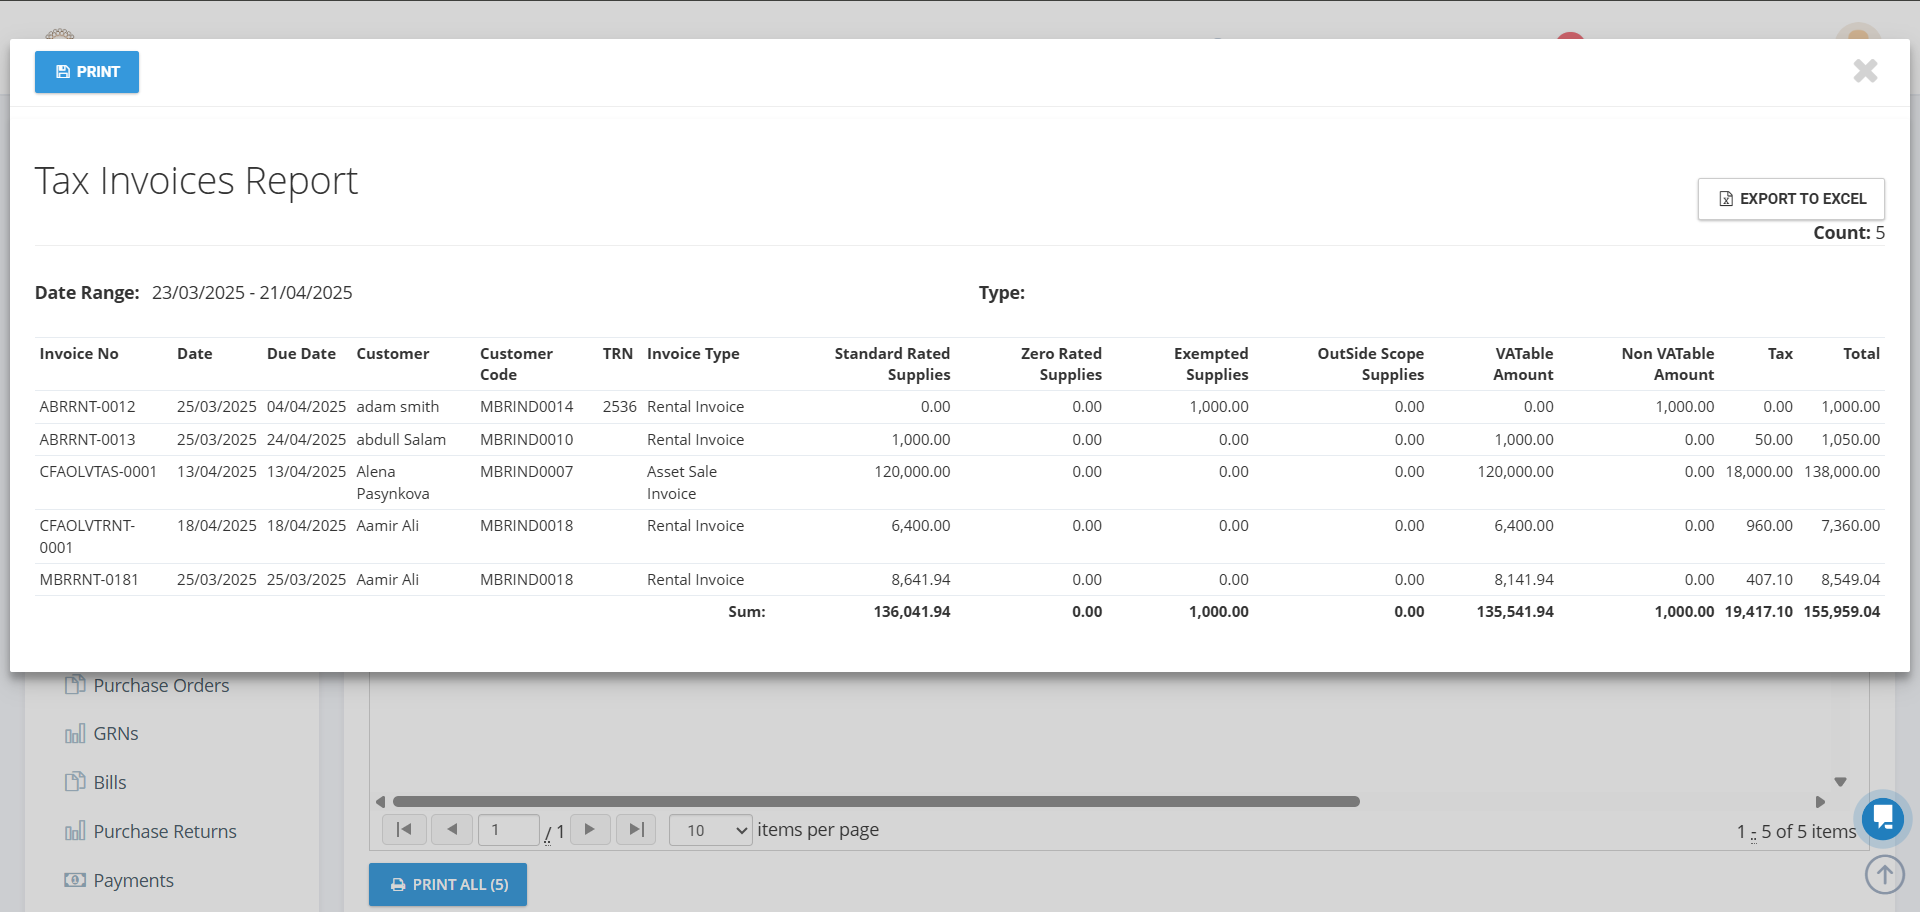 PRINT
Tax Invoices Report
EXPORT TO EXCEL
Count: 5
Date Range: 23/03/2025 - 21/04/2025 Type:
Invoice No Date Due Date Customer Customer Code TRN Invoice Type Standard Rated Supplies Zero Rated Supplies Exempted Supplies OutSide Scope Supplies VATable Amount Non VATable Amount Tax Total
ABRRNT-0012 25/03/2025 04/04/2025 adam smith MBRIND0014 2536 Rental Invoice 0.00 0.00 1,000.00 0.00 0.00 1,000.00 0.00 1,000.00
ABRRNT-0013 25/03/2025 24/04/2025 abdull Salam MBRIND0010 Rental Invoice 1,000.00 0.00 0.00 0.00 1,000.00 0.00 50.00 1,050.00
CFAOLVTAS-0001 13/04/2025 13/04/2025 Alena Pasynkova MBRIND0007 Asset Sale Invoice 120,000.00 0.00 0.00 0.00 120,000.00 0.00 18,000.00 138,000.00
CFAOLVTRNT-0001 18/04/2025 18/04/2025 Aamir Ali MBRIND0018 Rental Invoice 6,400.00 0.00 0.00 0.00 6,400.00 0.00 960.00 7,360.00
MBRRNT-0181 25/03/2025 25/03/2025 Aamir Ali MBRIND0018 Rental Invoice 8,641.94 0.00 0.00 0.00 8,141.94 0.00 407.10 8,549.04
Sum: 136,041.94 0.00 1,000.00 0.00 135,541.94 1,000.00 19,417.10 155,959.04
Purchase Orders
GRNs
Bills
Purchase Returns
Payments
1 / 1 10 items per page 1 - 5 of 5 items
PRINT ALL (5)